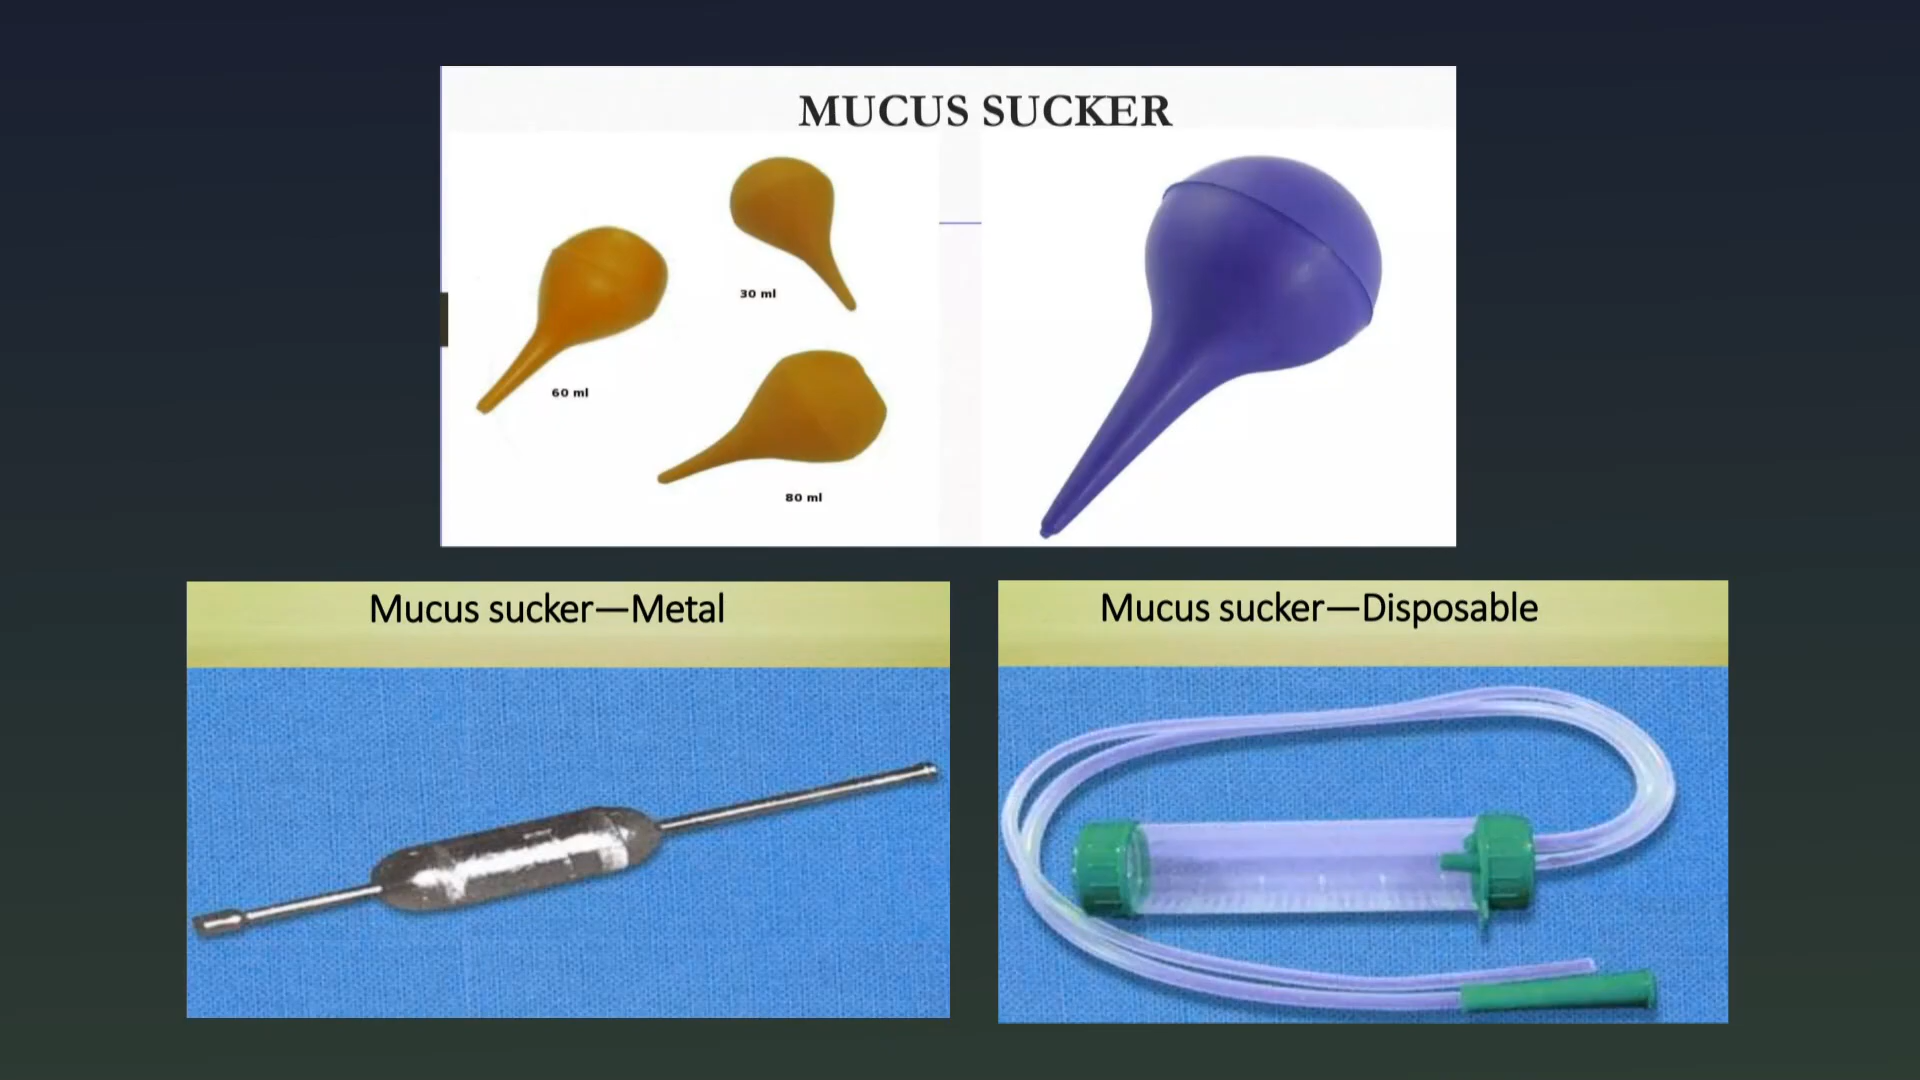 MUCUS SUCKER
30 ml
60 ml
80 ml
Mucus sucker—Metal
Mucus sucker—Disposable